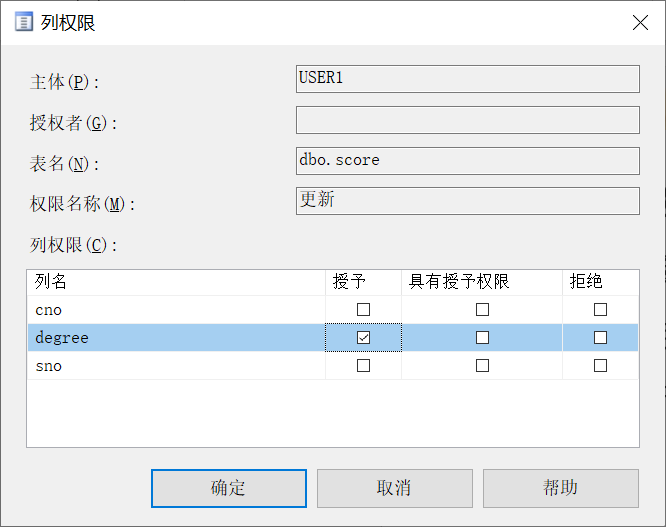 列权限
主体(P): USER1
授权者(G):
表名(N): dbo.score
权限名称(M): 更新
列权限(C):
列名 授予 具有授予权限 拒绝
cno
degree
sno
确定 取消 帮助